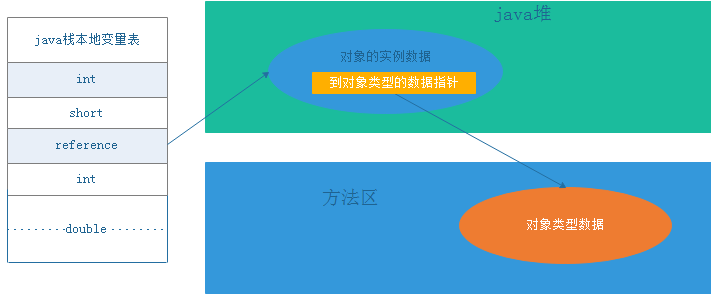 java栈本地变量表
int
short
reference
int
double
java堆
对象的实例数据
到对象类型的数据指针
方法区
对象类型数据